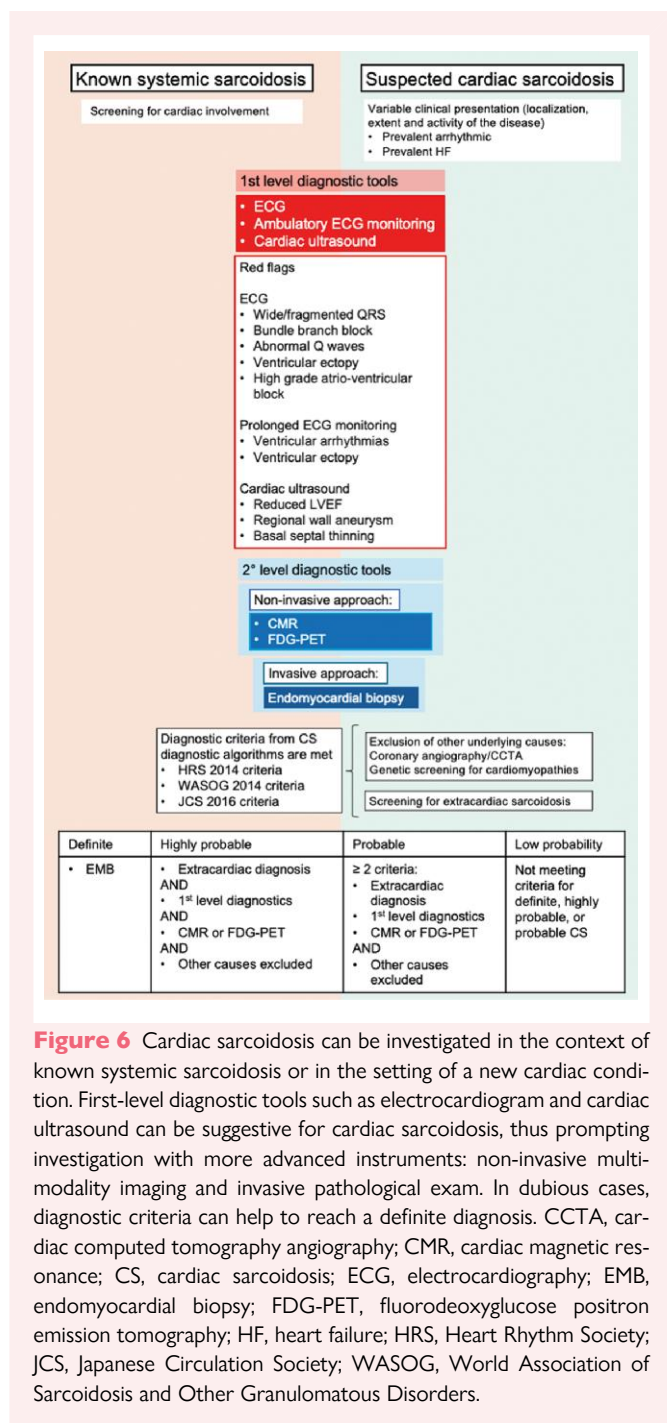 Known systemic sarcoidosis
Screening for cardiac involvement
Suspected cardiac sarcoidosis
Variable clinical presentation (localization,
extent and activity of the disease)
• Prevalent arrhythmic
• Prevalent HF
1st level diagnostic tools
• ECG
• Ambulatory ECG monitoring
• Cardiac ultrasound
Red flags
ECG
• Wide/fragmented QRS
• Bundle branch block
• Abnormal Q waves
• Ventricular ectopy
• High grade atrio-ventricular
block
Prolonged ECG monitoring
• Ventricular arrhythmias
• Ventricular ectopy
Cardiac ultrasound
• Reduced LVEF
• Regional wall aneurysm
• Basal septal thinning
2° level diagnostic tools
Non-invasive approach:
• CMR
• FDG-PET
Invasive approach:
Endomyocardial biopsy
Diagnostic criteria from CS
diagnostic algorithms are met
• HRS 2014 criteria
• WASOG 2014 criteria
• JCS 2016 criteria
Exclusion of other underlying causes:
Coronary angiography/CCTA
Genetic screening for cardiomyopathies
Screening for extracardiac sarcoidosis
Definite
• EMB
Highly probable
• Extracardiac diagnosis
AND
• 1st level diagnostics
AND
• CMR or FDG-PET
AND
• Other causes excluded
Probable
≥ 2 criteria:
• Extracardiac
diagnosis
• 1st level diagnostics
• CMR or FDG-PET
AND
• Other causes
excluded
Low probability
Not meeting
criteria for
definite, highly
probable, or
probable CS
Figure 6 Cardiac sarcoidosis can be investigated in the context of
known systemic sarcoidosis or in the setting of a new cardiac condi-
tion. First-level diagnostic tools such as electrocardiogram and cardiac
ultrasound can be suggestive for cardiac sarcoidosis, thus prompting
investigation with more advanced instruments: non-invasive multi-
modality imaging and invasive pathological exam. In dubious cases,
diagnostic criteria can help to reach a definite diagnosis. CCTA, car-
diac computed tomography angiography; CMR, cardiac magnetic res-
onance; CS, cardiac sarcoidosis; ECG, electrocardiography; EMB,
endomyocardial biopsy; FDG-PET, fluorodeoxyglucose positron
emission tomography; HF, heart failure; HRS, Heart Rhythm Society;
JCS, Japanese Circulation Society; WASOG, World Association of
Sarcoidosis and Other Granulomatous Disorders.